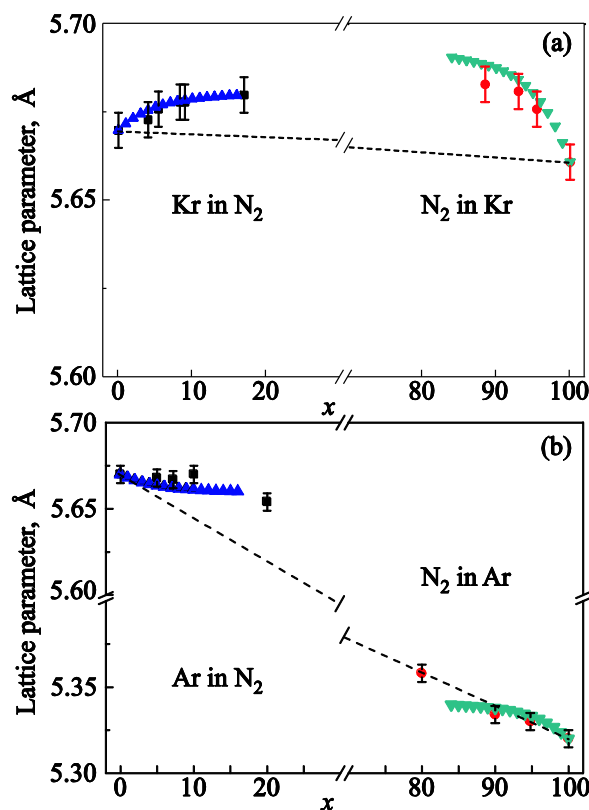 5.70
(a)
Lattice parameter, Å
5.65
Kr in N2
N2 in Kr
5.60
0 20 80 100
x
5.70
(b)
Lattice parameter, Å
5.65
5.60
N2 in Ar
5.35
Ar in N2
5.30
0 10 20 80 90 100
x